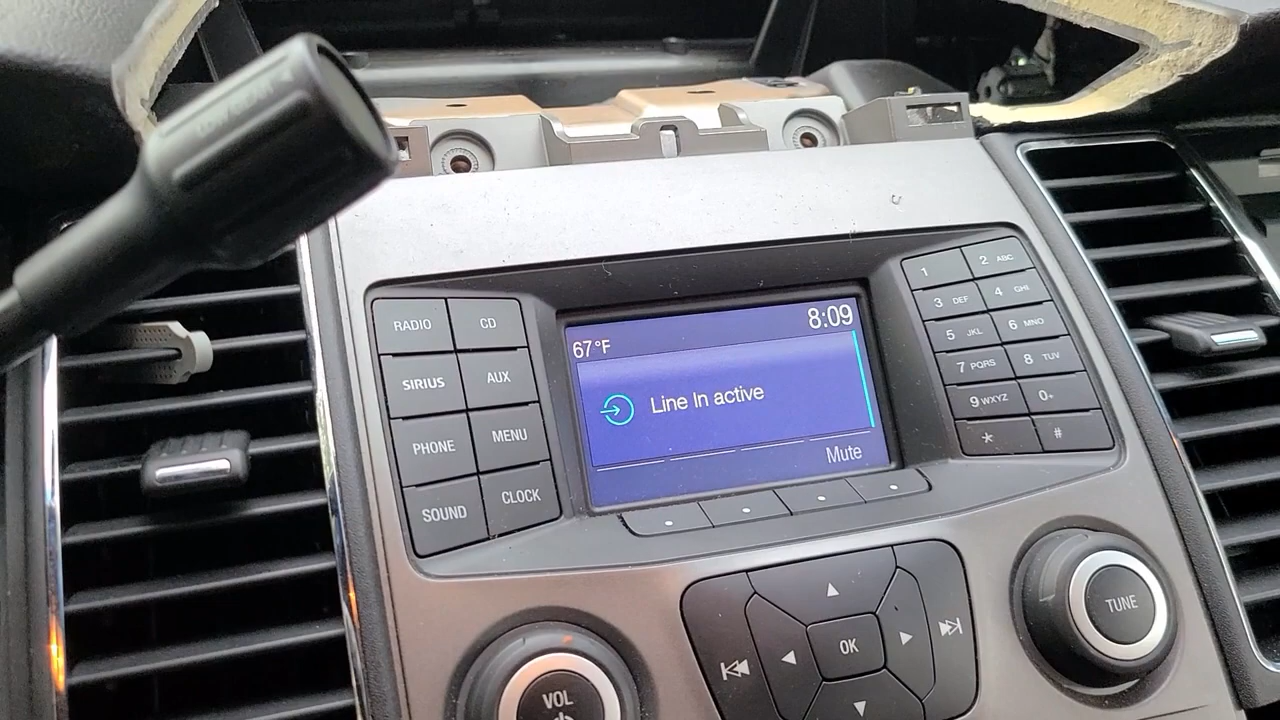 RADIO
CD
SIRIUS
AUX
PHONE
MENU
SOUND
CLOCK
8:09
67°F
Line In active
Mute
1
2 ABC
3 DEF
4 GHI
5 JKL
6 MNO
7 PQRS
8 TUV
9 WXYZ
0+
*
#
OK
VOL
TUNE